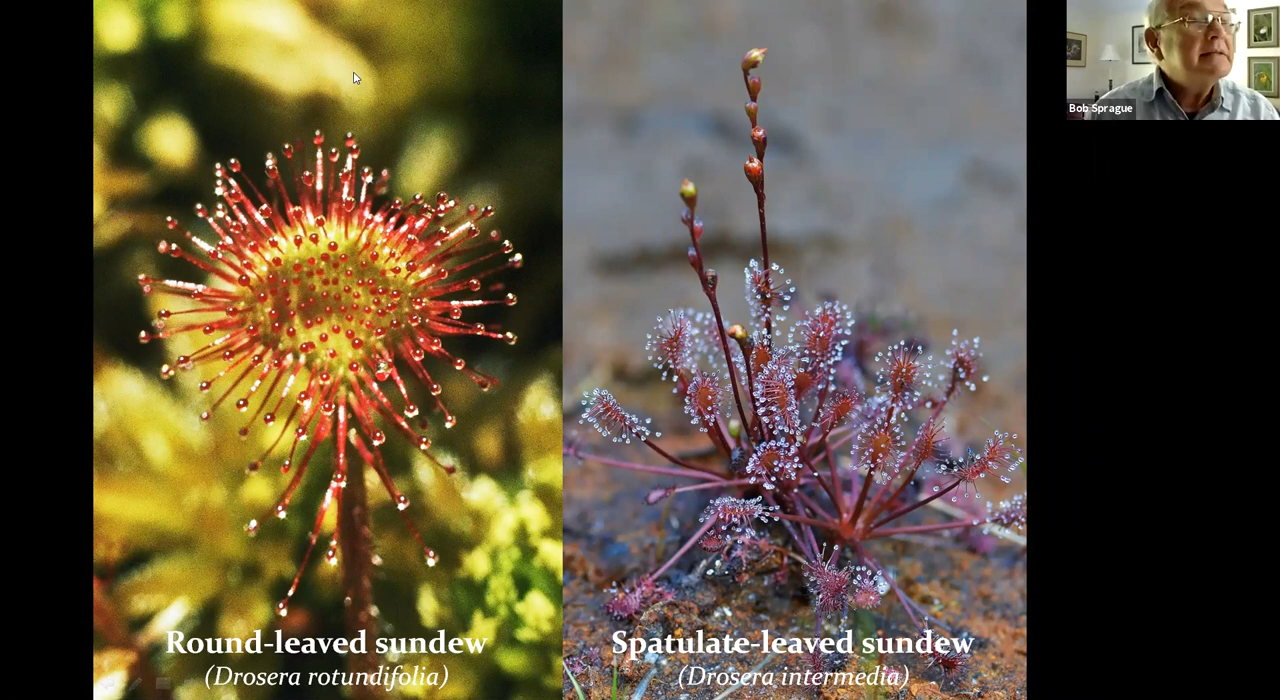 Bob Sprague
Round-leaved sundew
(Drosera rotundifolia)
Spatulate-leaved sundew
(Drosera intermedia)